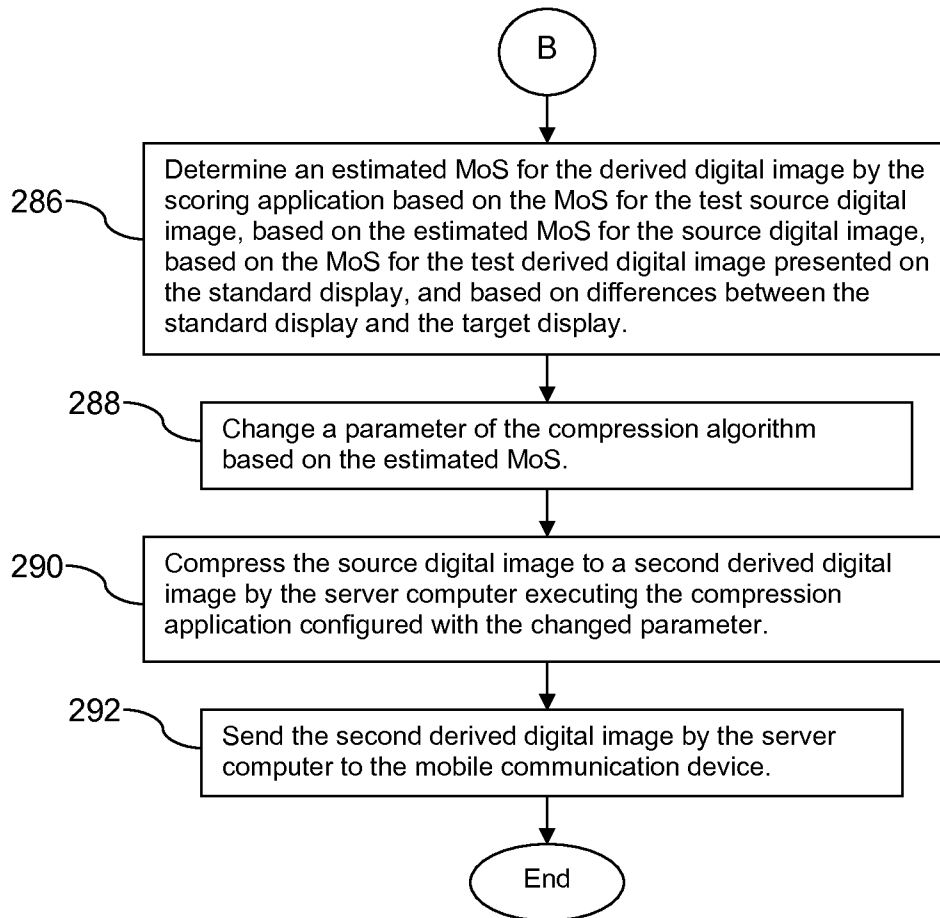 B
286
Determine an estimated MoS for the derived digital image by the
scoring application based on the MoS for the test source digital
image, based on the estimated MoS for the source digital image,
based on the MoS for the test derived digital image presented on
the standard display, and based on differences between the
standard display and the target display.
288
Change a parameter of the compression algorithm
based on the estimated MoS.
290
Compress the source digital image to a second derived digital
image by the server computer executing the compression
application configured with the changed parameter.
292
Send the second derived digital image by the server
computer to the mobile communication device.
End